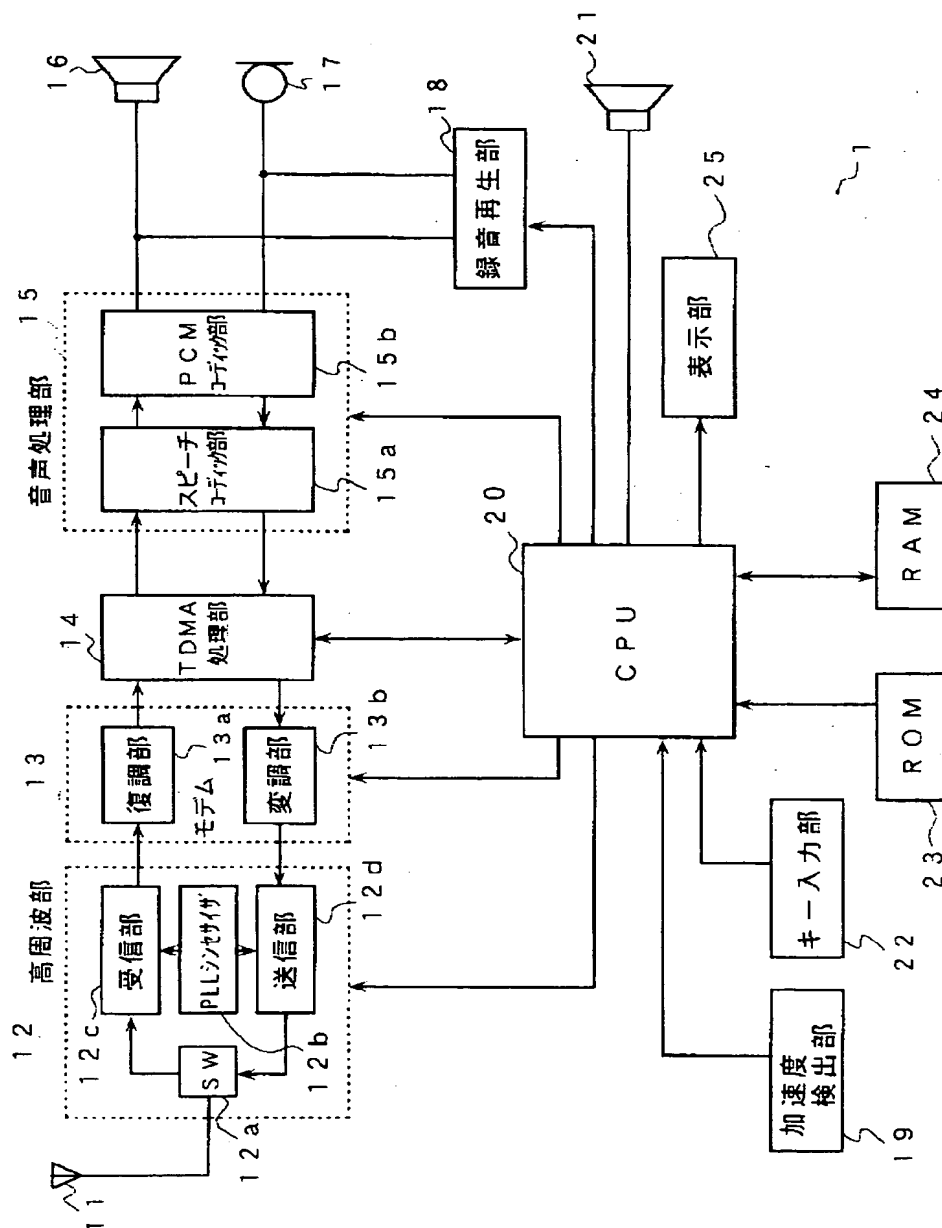 11
12
高周波部
12a
SW
12b
PLLシンセサイザ
12c
受信部
12d
送信部
13
モデム
復調部
13a
変調部
13b
14
TDMA
処理部
音声処理部
15
スピーチ
コーディック部
15a
PCM
コーディック部
15b
16
17
18
録音再生部
加速度
検出部
19
キー入力部
22
CPU
20
21
ROM
23
RAM
24
表示部
25
1